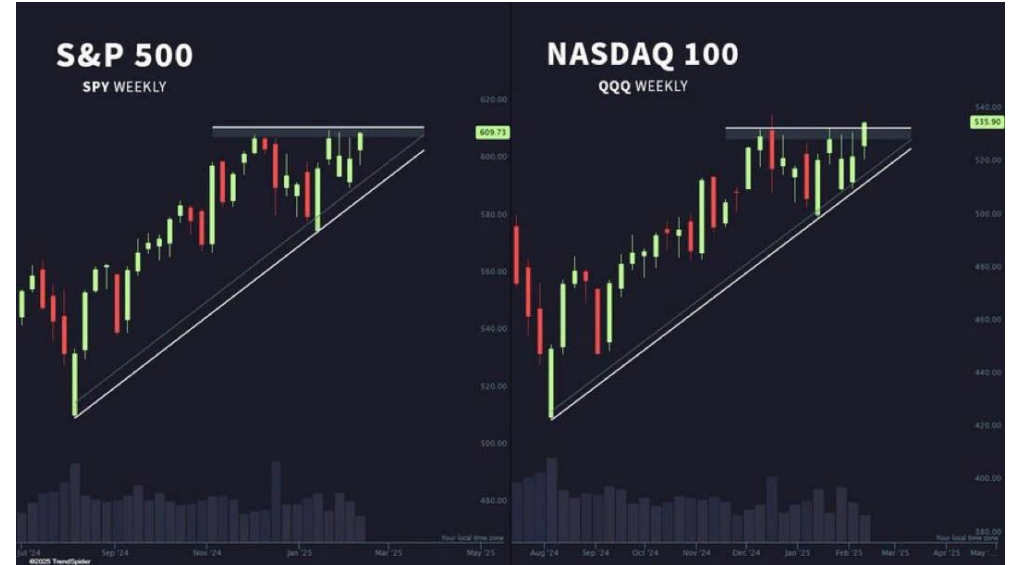 S&P 500
SPY WEEKLY
620.00
609.73
600.00
580.00
560.00
540.00
520.00
500.00
480.00
Your local time zone
Jul '24 Sep '24 Nov '24 Jan '25 Mar '25 May '25
©2025 TrendSpider
NASDAQ 100
QQQ WEEKLY
540.00
535.90
520.00
500.00
480.00
460.00
440.00
420.00
400.00
380.00
Your local time zone
Aug '24 Sep '24 Oct '24 Nov '24 Dec '24 Jan '25 Feb '25 Mar '25 Apr '25 May '...